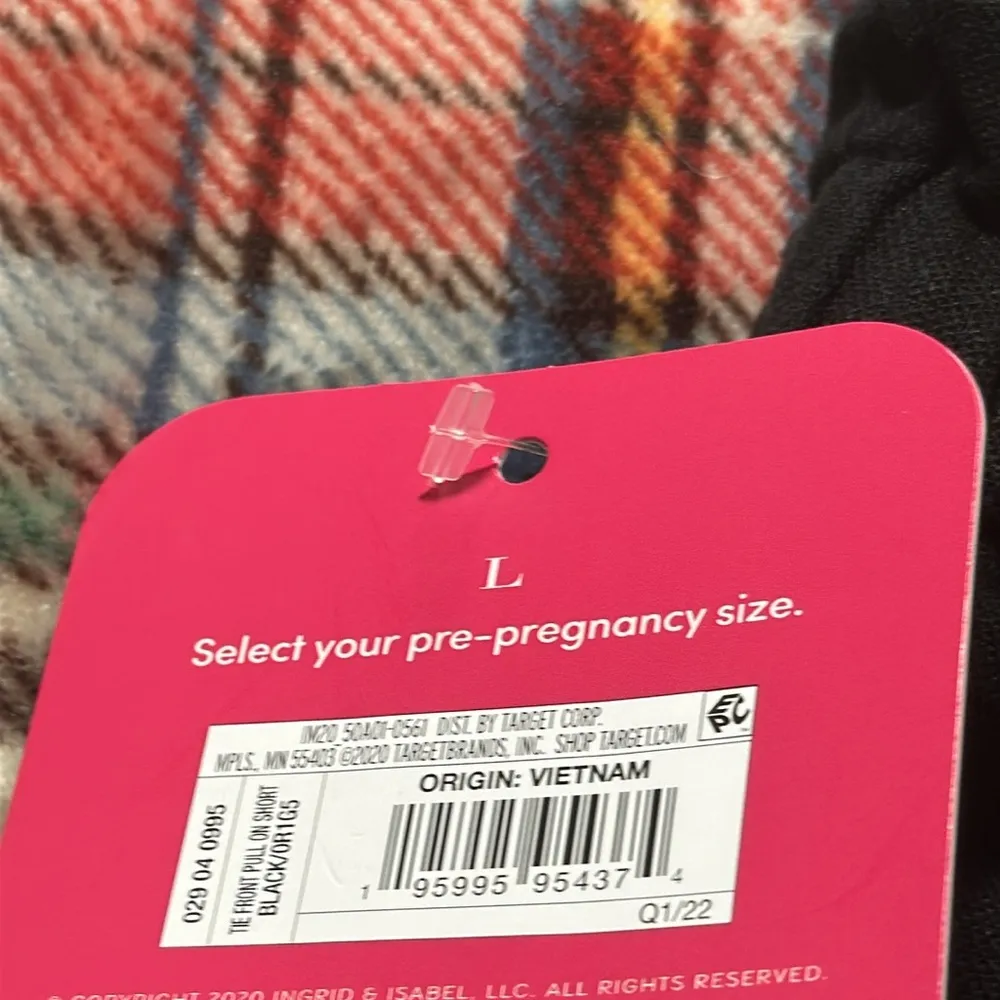 L
Select your pre-pregnancy size.
IM20 50A01-0561 DIST. BY TARGET CORP.
MPLS., MN 55403 ©2020 TARGETBRANDS, INC. SHOP TARGET.COM
EPC
ORIGIN: VIETNAM
029 04 0995
TIE FRONT PULL ON SHORT
BLACK/0R1G5
1 95995 95437 4
Q1/22
© COPYRIGHT 2020 INGRID & ISABEL, LLC. ALL RIGHTS RESERVED.